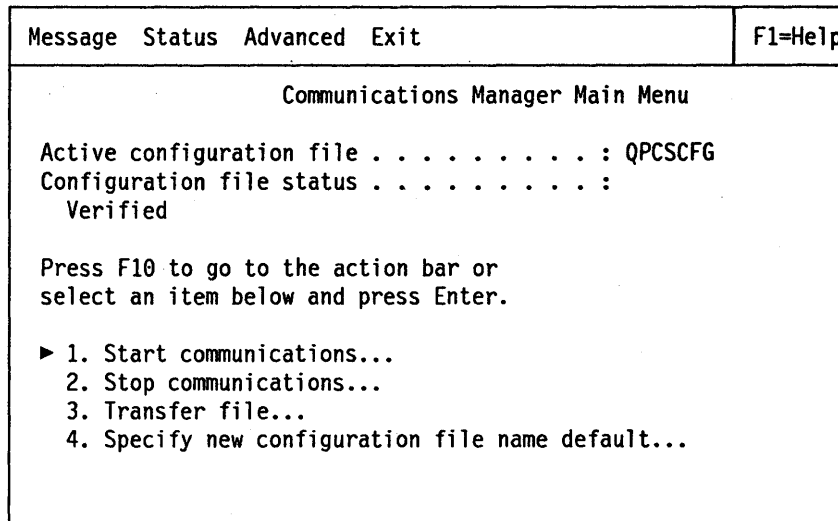 Message Status Advanced Exit F1=Help
Communications Manager Main Menu
Active configuration file . . . . . . . . . . : QPCSCFG
Configuration file status . . . . . . . . . . :
Verified
Press F10 to go to the action bar or
select an item below and press Enter.
► 1. Start communications...
2. Stop communications...
3. Transfer file...
4. Specify new configuration file name default...